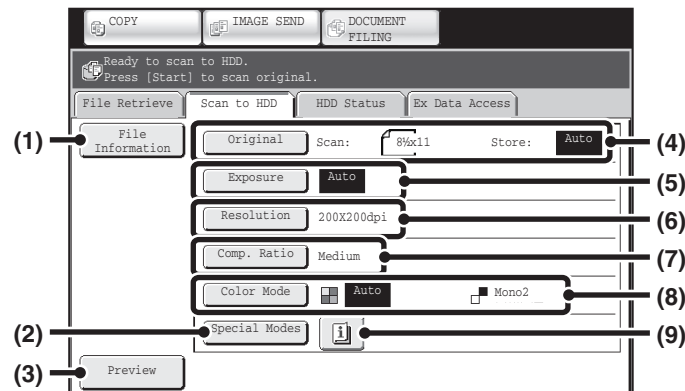 COPY
IMAGE SEND
DOCUMENT
FILING
Ready to scan to HDD.
Press [Start] to scan original.
File Retrieve
Scan to HDD
HDD Status
Ex Data Access
(1)
File
Information
Original
Scan:
8½x11
Store:
Auto
(4)
Exposure
Auto
(5)
Resolution
200X200dpi
(6)
Comp. Ratio
Medium
(7)
Color Mode
Auto
Mono2
(8)
(2)
Special Modes
(9)
(3)
Preview